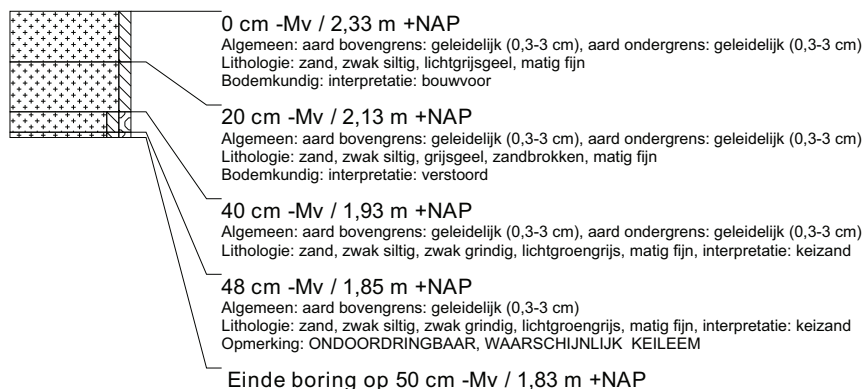 0 cm -Mv / 2,33 m +NAP
Algemeen: aard bovengrens: geleidelijk (0,3-3 cm), aard ondergrens: geleidelijk (0,3-3 cm)
Lithologie: zand, zwak siltig, lichtgrijsgeel, matig fijn
Bodemkundig: interpretatie: bouwvoor
20 cm -Mv / 2,13 m +NAP
Algemeen: aard bovengrens: geleidelijk (0,3-3 cm), aard ondergrens: geleidelijk (0,3-3 cm)
Lithologie: zand, zwak siltig, grijsgeel, zandbrokken, matig fijn
Bodemkundig: interpretatie: verstoord
40 cm -Mv / 1,93 m +NAP
Algemeen: aard bovengrens: geleidelijk (0,3-3 cm), aard ondergrens: geleidelijk (0,3-3 cm)
Lithologie: zand, zwak siltig, zwak grindig, lichtgroengrijs, matig fijn, interpretatie: keizand
48 cm -Mv / 1,85 m +NAP
Algemeen: aard bovengrens: geleidelijk (0,3-3 cm)
Lithologie: zand, zwak siltig, zwak grindig, lichtgroengrijs, matig fijn, interpretatie: keizand
Opmerking: ONDOORDRINGBAAR, WAARSCHIJNLIJK KEILEEM
Einde boring op 50 cm -Mv / 1,83 m +NAP